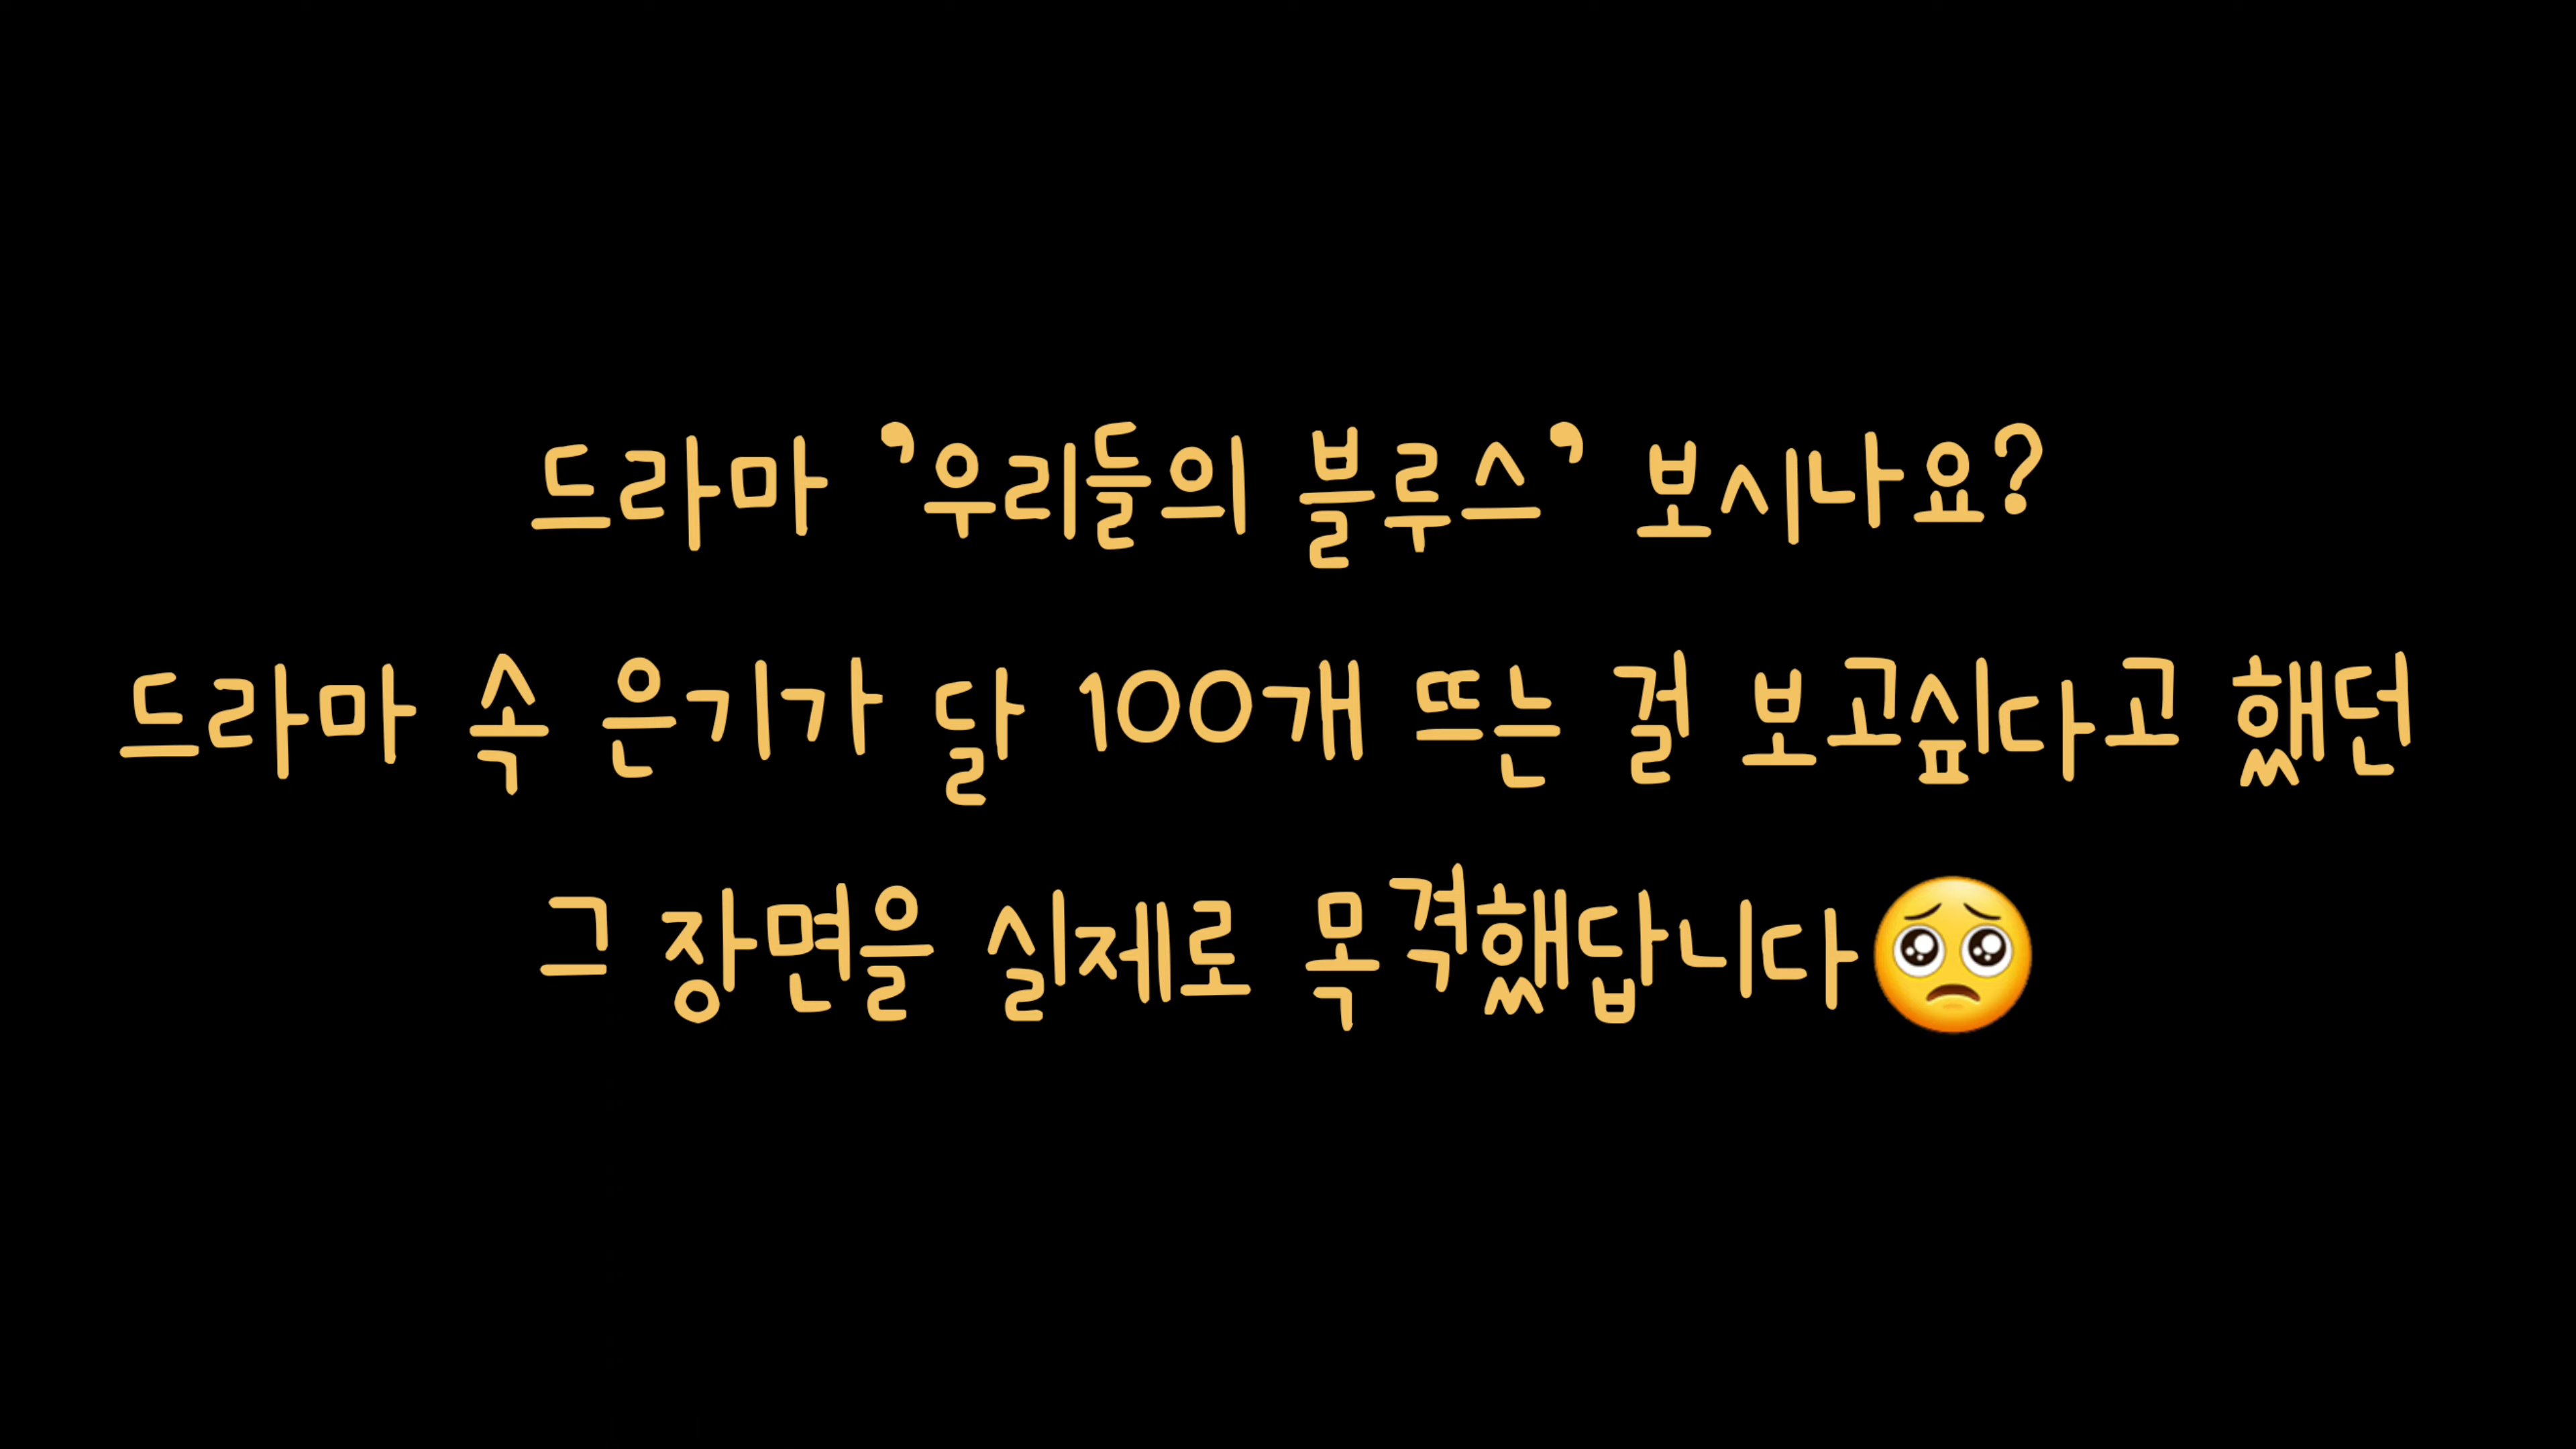 드라마 ’우리들의 블루스’ 보시나요?
드라마 속 은기가 달 100개 뜨는 걸 보고싶다고 했던
그 장면을 실제로 목격했답니다🥺